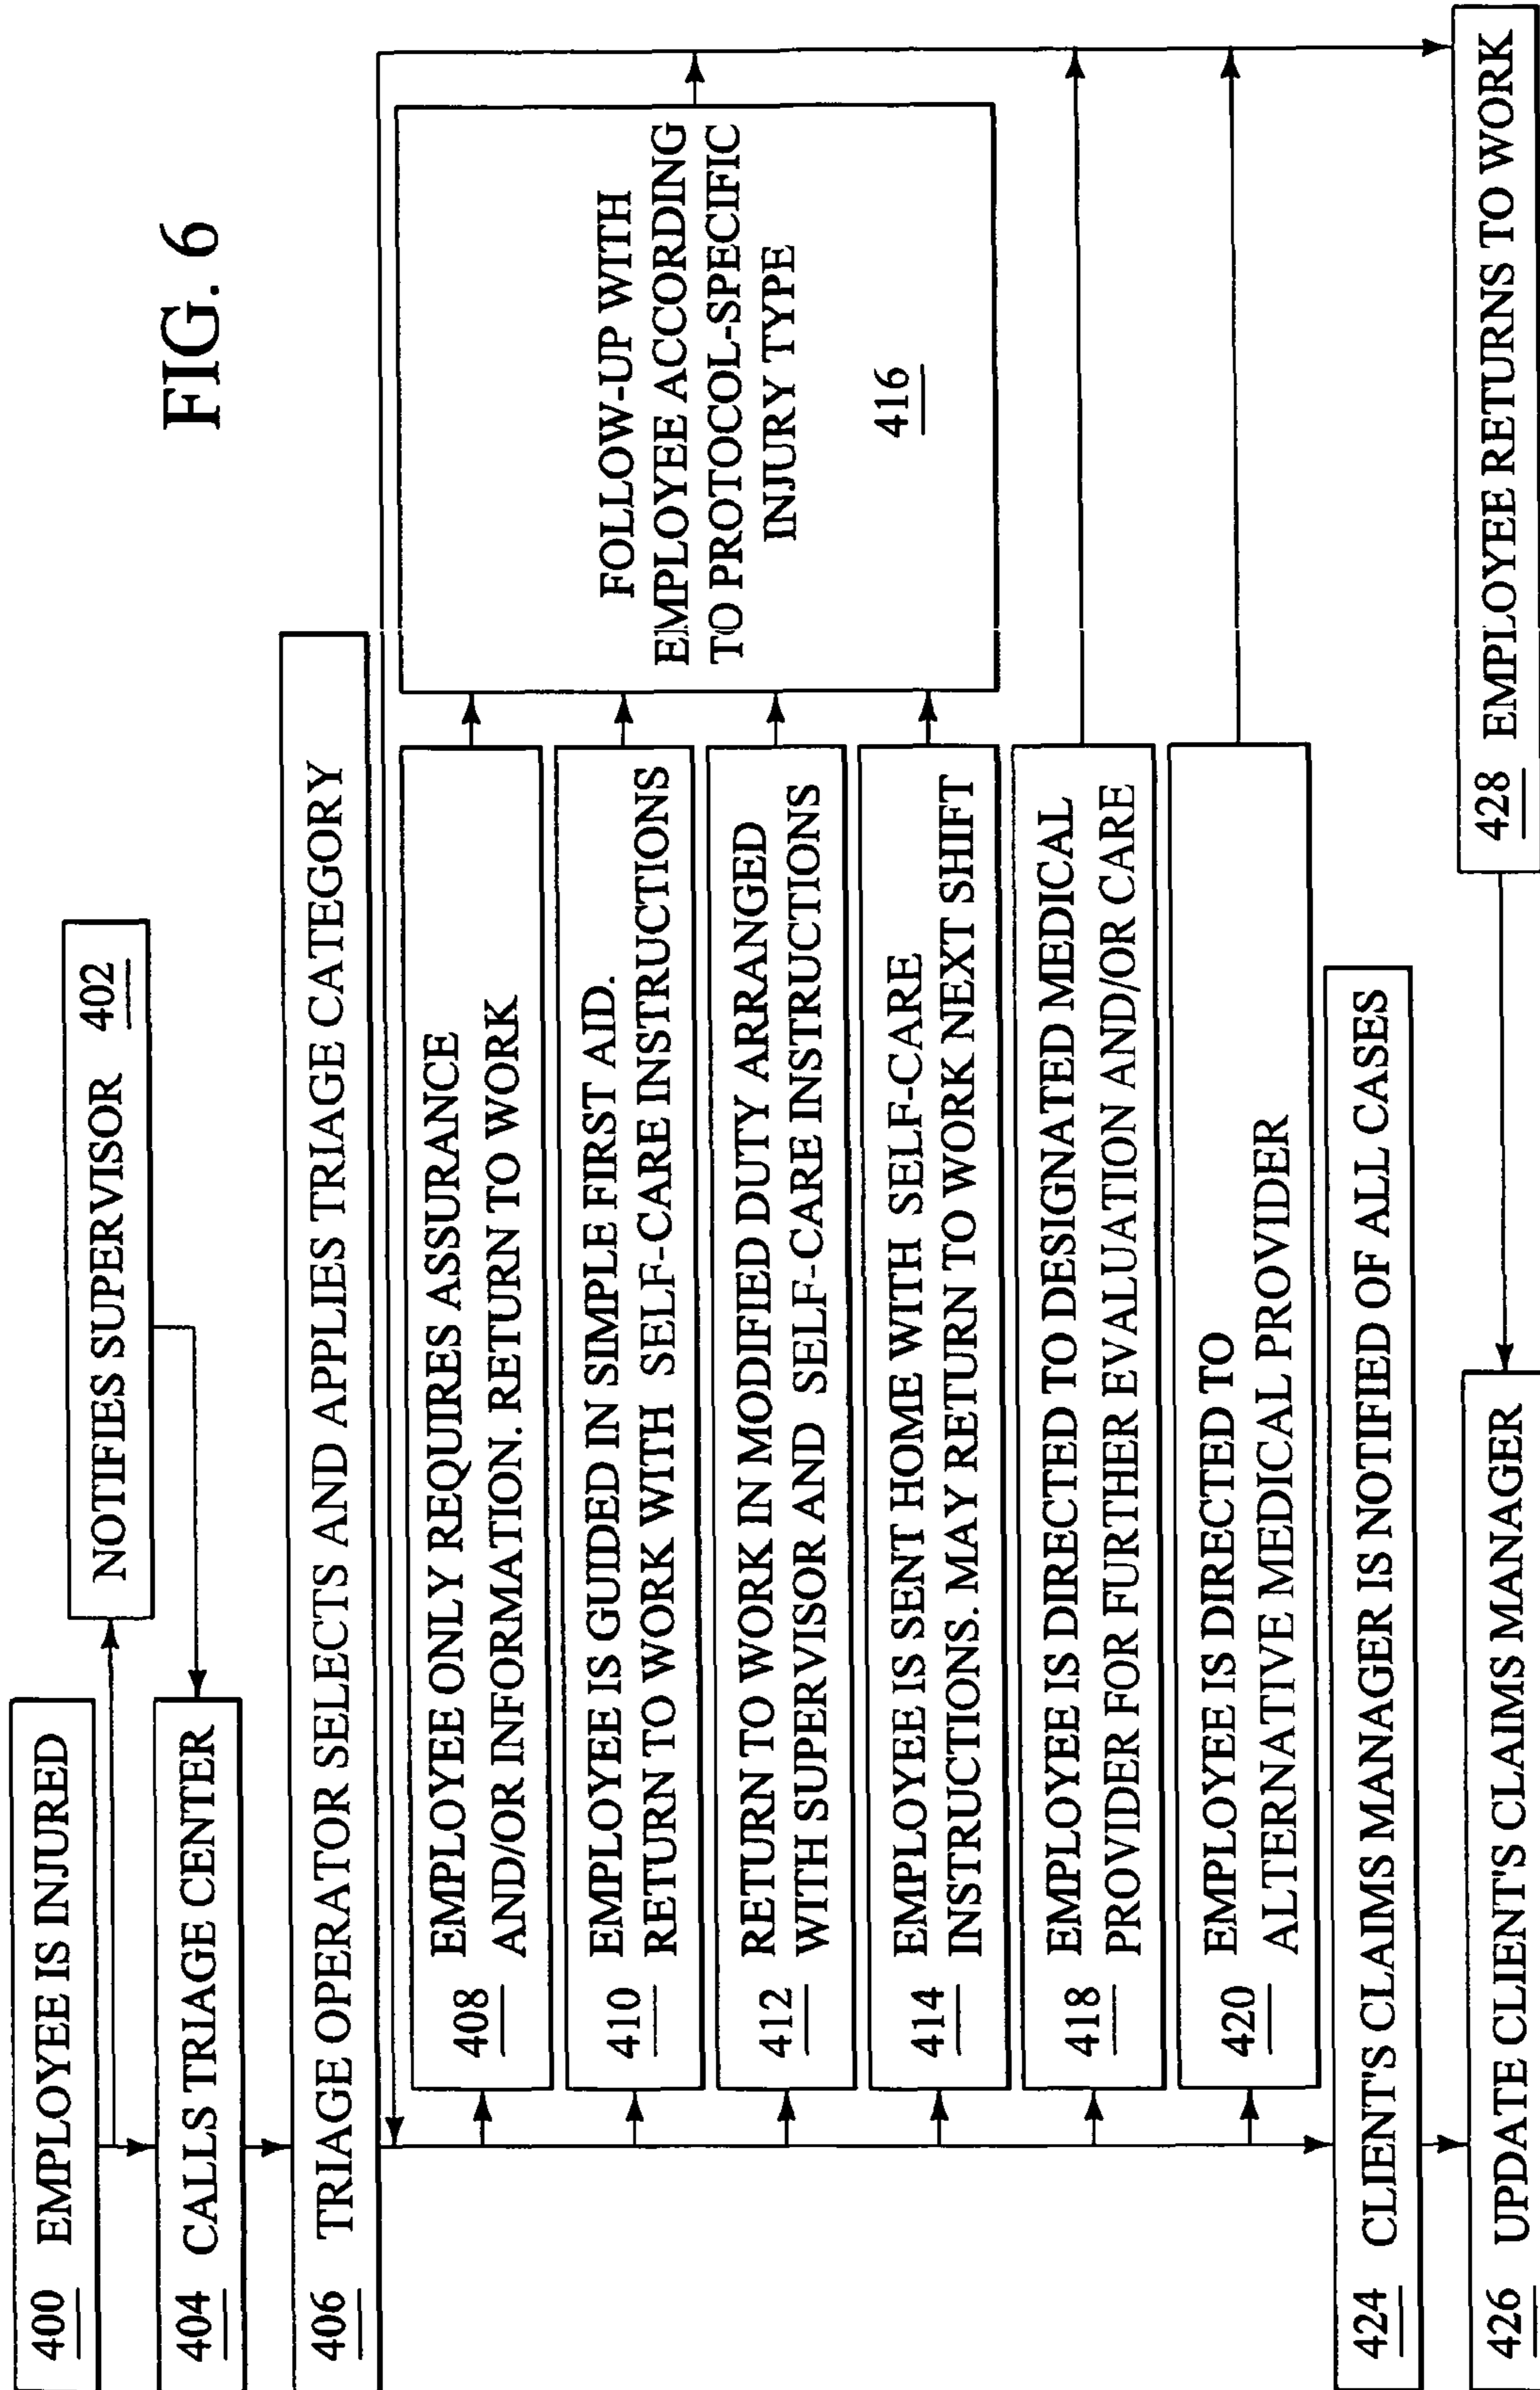 FIG. 6
400 EMPLOYEE IS INJURED
NOTIFIES SUPERVISOR 402
404 CALLS TRIAGE CENTER
406 TRIAGE OPERATOR SELECTS AND APPLIES TRIAGE CATEGORY
408 EMPLOYEE ONLY REQUIRES ASSURANCE
AND/OR INFORMATION. RETURN TO WORK
410 EMPLOYEE IS GUIDED IN SIMPLE FIRST AID.
RETURN TO WORK WITH SELF-CARE INSTRUCTIONS
412 RETURN TO WORK IN MODIFIED DUTY ARRANGED
WITH SUPERVISOR AND SELF-CARE INSTRUCTIONS
414 EMPLOYEE IS SENT HOME WITH SELF-CARE
INSTRUCTIONS. MAY RETURN TO WORK NEXT SHIFT
FOLLOW-UP WITH
EMPLOYEE ACCORDING
TO PROTOCOL-SPECIFIC
INJURY TYPE
416
418 EMPLOYEE IS DIRECTED TO DESIGNATED MEDICAL
PROVIDER FOR FURTHER EVALUATION AND/OR CARE
420 EMPLOYEE IS DIRECTED TO
ALTERNATIVE MEDICAL PROVIDER
424 CLIENT'S CLAIMS MANAGER IS NOTIFIED OF ALL CASES
426 UPDATE CLIENT'S CLAIMS MANAGER
428 EMPLOYEE RETURNS TO WORK